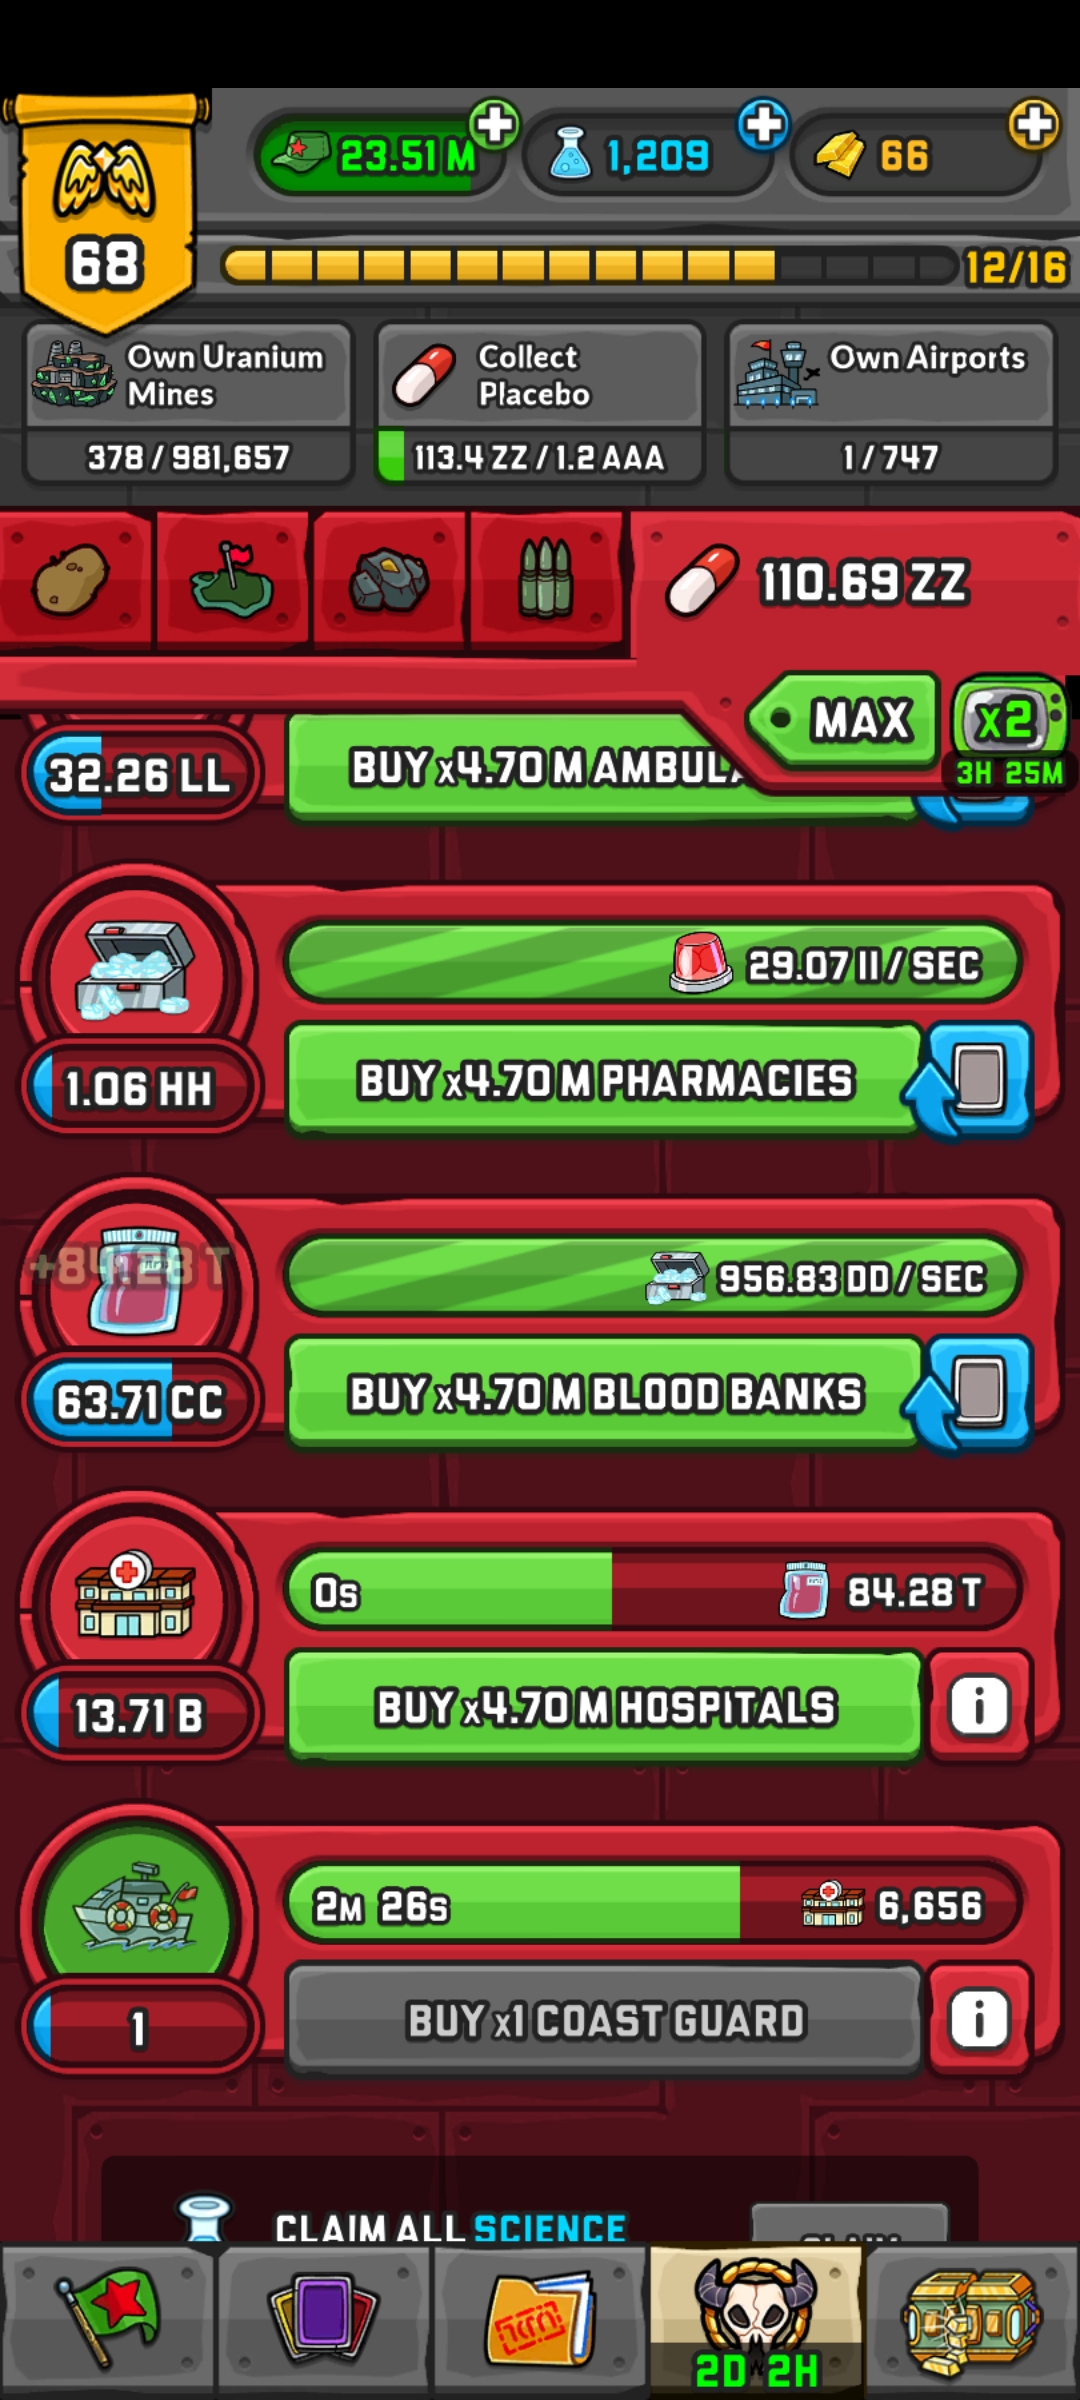 23.51 M
1,209
66
68
12/16
Own Uranium Mines
Collect Placebo
Own Airports
378 / 981,657
113.4 ZZ / 1.2 AAA
1 / 747
110.69 ZZ
MAX
x2
3H 25M
32.26 LL
BUY x4.70 M
29.07 II / SEC
1.06 HH
BUY x4.70 M PHARMACIES
+84.28 T
956.83 DD / SEC
63.71 CC
BUY x4.70 M BLOOD BANKS
0s
84.28 T
13.71 B
BUY x4.70 M HOSPITALS
i
2M 26s
6,656
1
BUY x1 COAST GUARD
i
CLAIM ALL SCIENCE
2D 2H